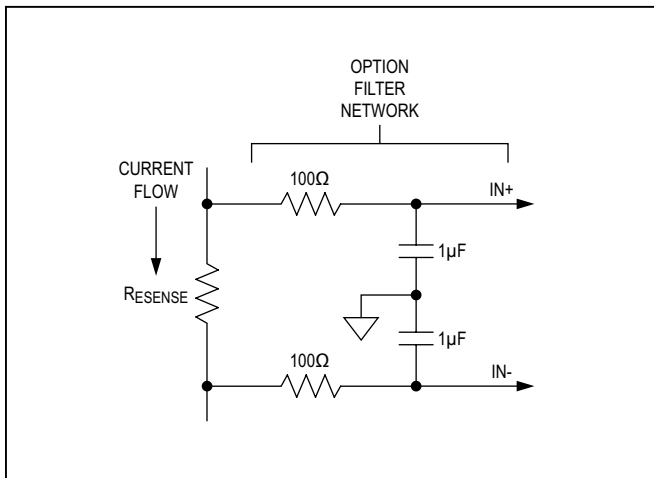 OPTION
FILTER
NETWORK
CURRENT
FLOW
100Ω
IN+
1µF
RESENSE
1µF
100Ω
IN-